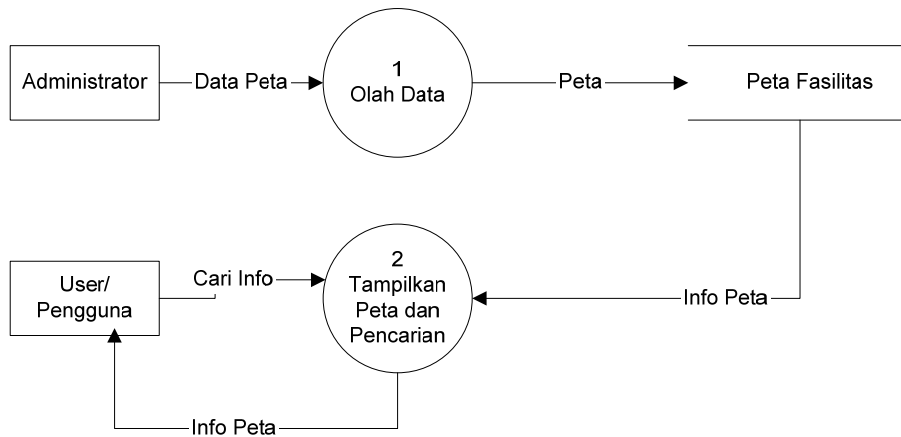 Administrator
Data Peta
1
Olah Data
Peta
Peta Fasilitas
User/
Pengguna
Cari Info
2
Tampilkan
Peta dan
Pencarian
Info Peta
Info Peta